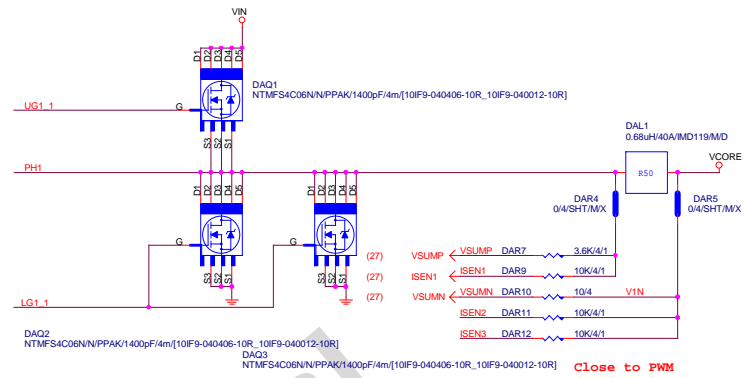 VIN
D1 D2 D3 D4 D5
DAQ1
NTMFS4C06N/N/PPAK/1400pF/4m/[10IF9-040406-10R_10IF9-040012-10R]
UG1_1
G
S3 S2 S1
DAL1
0.68uH/40A/IMD119/M/D
VCORE
PH1
R50
D1 D2 D3 D4 D5
D1 D2 D3 D4 D5
DAR4
0/4/SHT/M/X
DAR5
0/4/SHT/M/X
G
G
(27) VSUMP VSUMP DAR7 3.6K/4/1
(27) ISEN1 ISEN1 DAR9 10K/4/1
S3 S2 S1
S3 S2 S1
(27) VSUMN VSUMN DAR10 10/4 V1N
LG1_1
ISEN2 DAR11 10K/4/1
ISEN3 DAR12 10K/4/1
DAQ2
NTMFS4C06N/N/PPAK/1400pF/4m/[10IF9-040406-10R_10IF9-040012-10R]
DAQ3
NTMFS4C06N/N/PPAK/1400pF/4m/[10IF9-040406-10R_10IF9-040012-10R]
Close to PWM